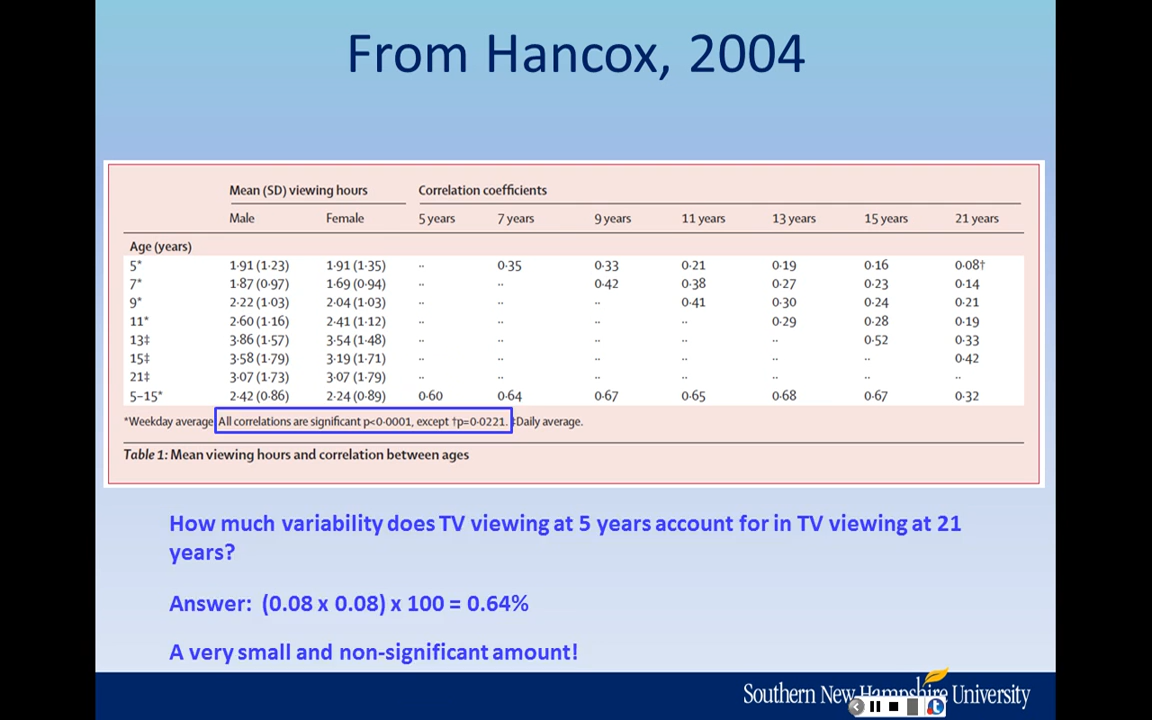 From Hancox, 2004
Mean (SD) viewing hours Correlation coefficients
Male Female 5 years 7 years 9 years 11 years 13 years 15 years 21 years
Age (years)
5* 1·91 (1·23) 1·91 (1·35) ·· 0·35 0·33 0·21 0·19 0·16 0·08†
7* 1·87 (0·97) 1·69 (0·94) ·· ·· 0·42 0·38 0·27 0·23 0·14
9* 2·22 (1·03) 2·04 (1·03) ·· ·· ·· 0·41 0·30 0·24 0·21
11* 2·60 (1·16) 2·41 (1·12) ·· ·· ·· ·· 0·29 0·28 0·19
13‡ 3·86 (1·57) 3·54 (1·48) ·· ·· ·· ·· ·· 0·52 0·33
15‡ 3·58 (1·79) 3·19 (1·71) ·· ·· ·· ·· ·· ·· 0·42
21‡ 3·07 (1·73) 3·07 (1·79) ·· ·· ·· ·· ·· ·· ··
5–15* 2·42 (0·86) 2·24 (0·89) 0·60 0·64 0·67 0·65 0·68 0·67 0·32
*Weekday average All correlations are significant p<0·0001, except †p=0·0221. ‡Daily average.
Table 1: Mean viewing hours and correlation between ages
How much variability does TV viewing at 5 years account for in TV viewing at 21
years?
Answer: (0.08 x 0.08) x 100 = 0.64%
A very small and non-significant amount!
Southern New Hampshire University